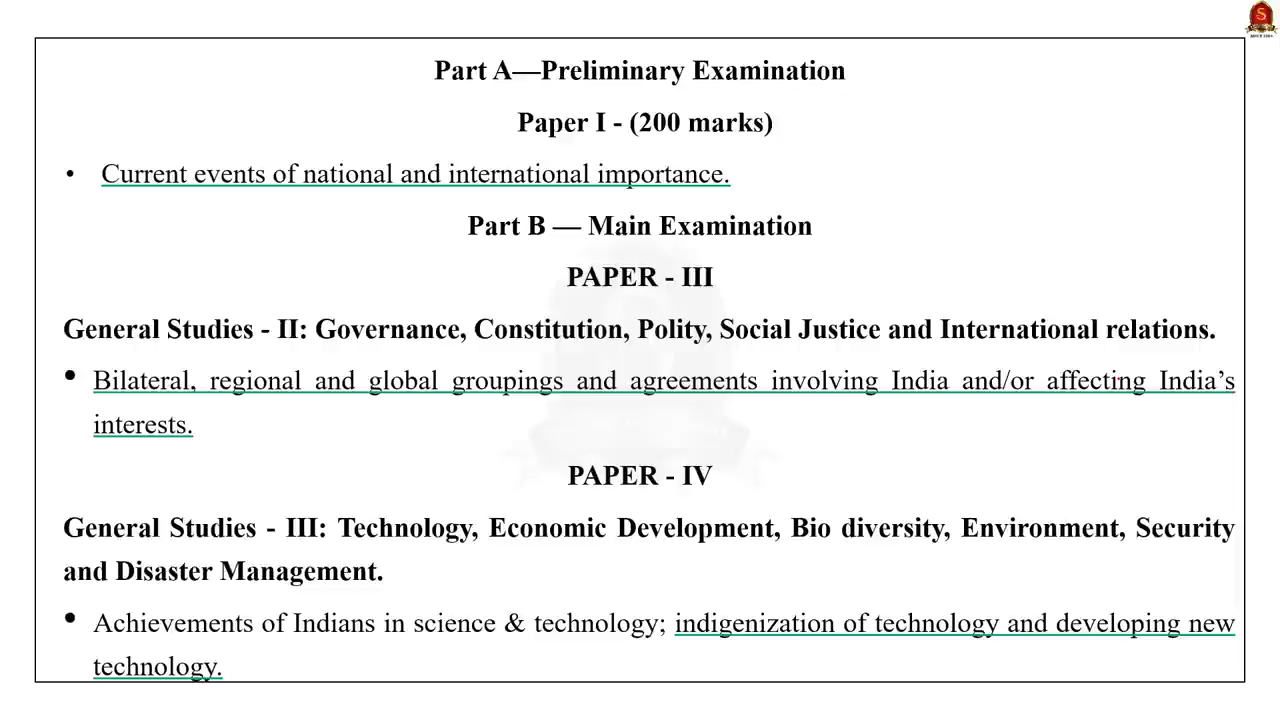 Part A—Preliminary Examination
Paper I - (200 marks)
• Current events of national and international importance.
Part B — Main Examination
PAPER - III
General Studies - II: Governance, Constitution, Polity, Social Justice and International relations.
• Bilateral, regional and global groupings and agreements involving India and/or affecting India’s
interests.
PAPER - IV
General Studies - III: Technology, Economic Development, Bio diversity, Environment, Security
and Disaster Management.
• Achievements of Indians in science & technology; indigenization of technology and developing new
technology.